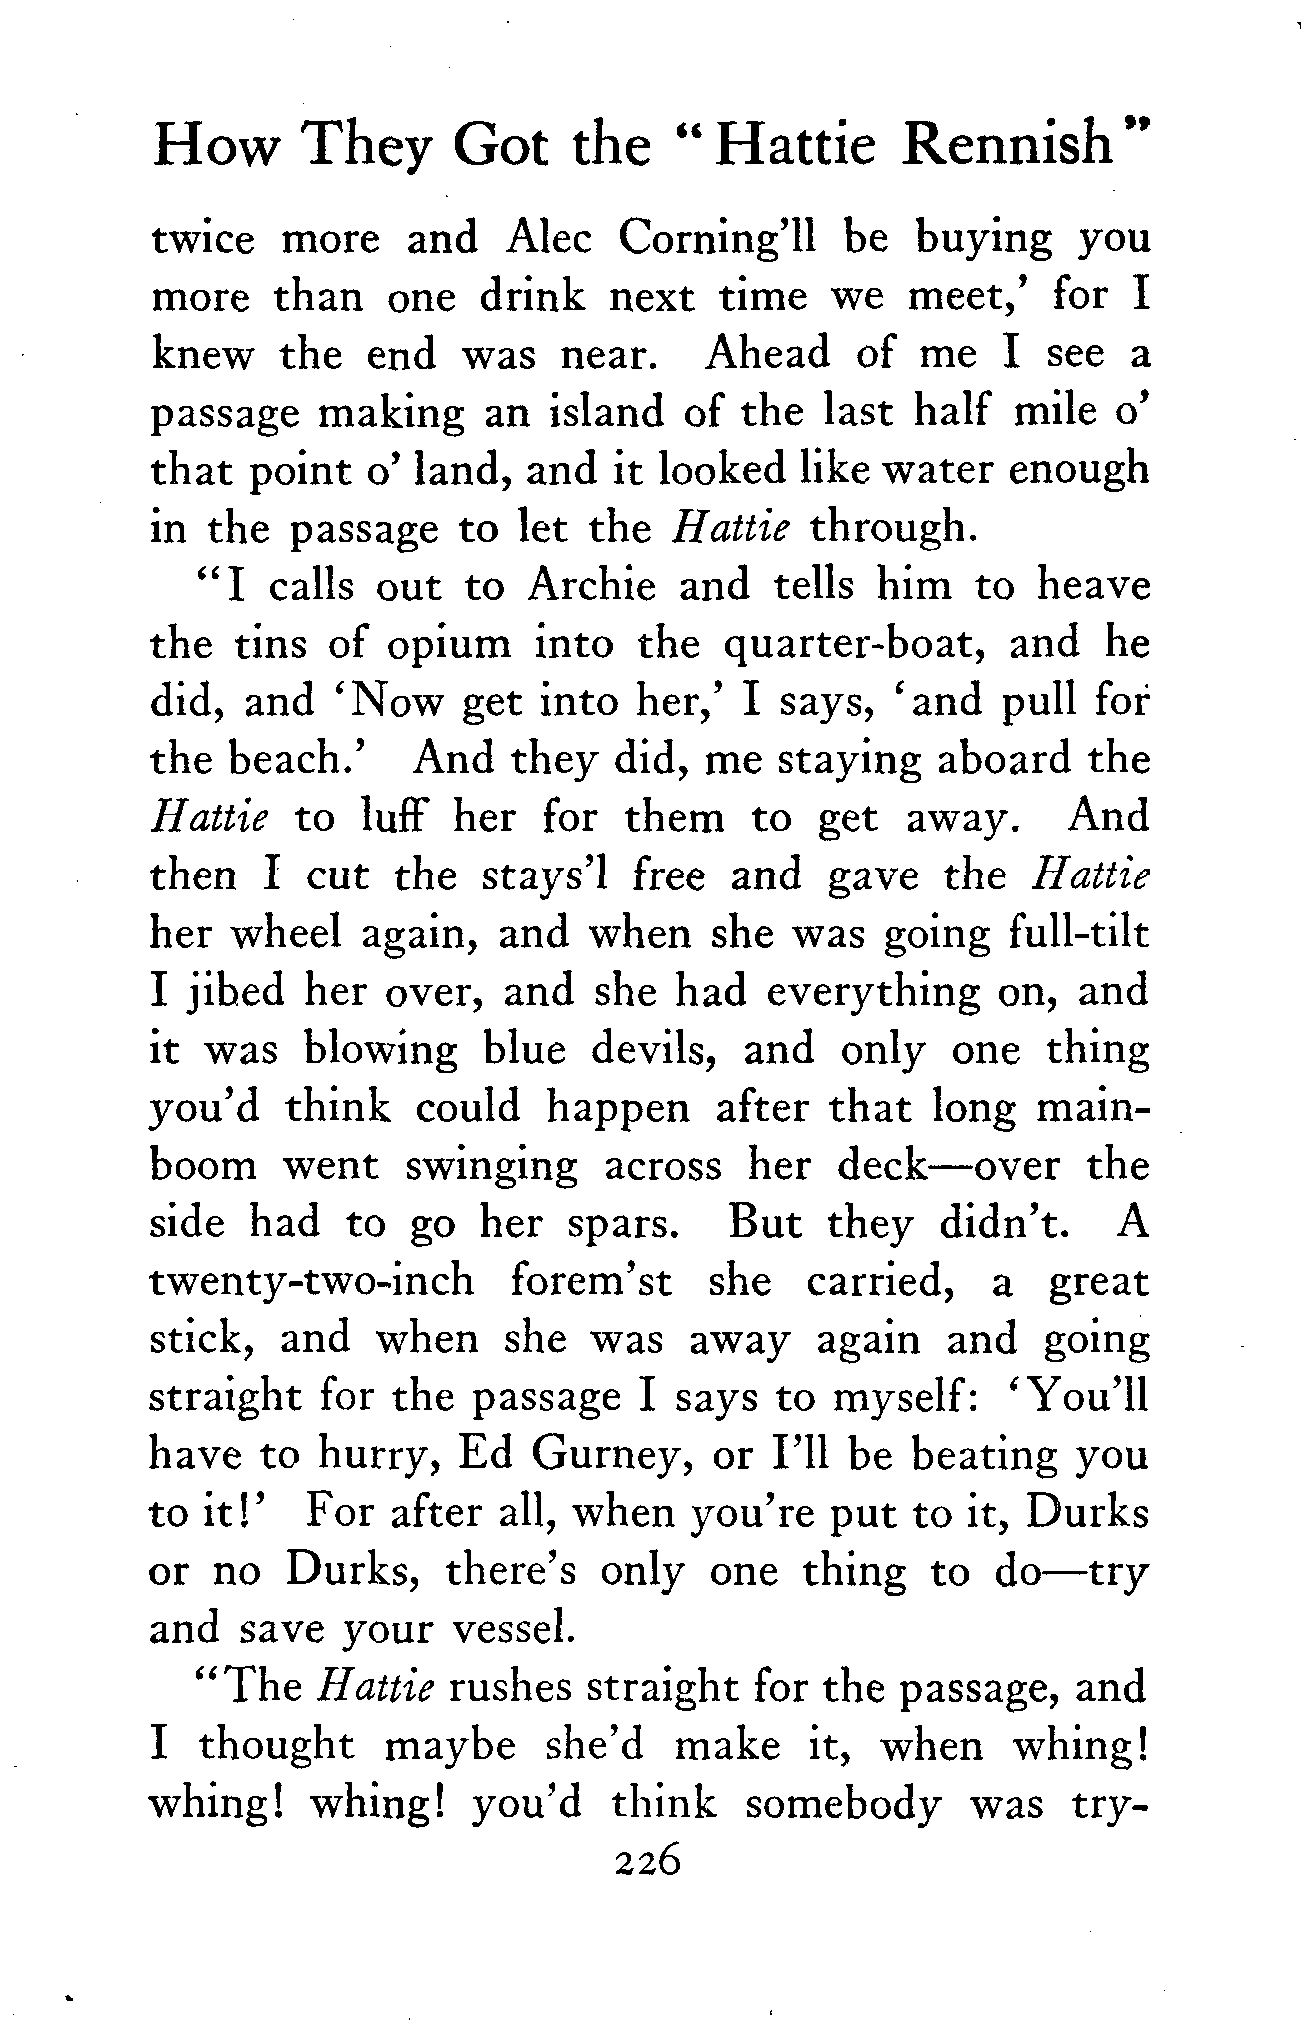 How They Got the “Hattie Rennish”
twice more and Alec Corning’ll be buying you
more than one drink next time we meet,’ for I
knew the end was near. Ahead of me I see a
passage making an island of the last half mile o’
that point o’ land, and it looked like water enough
in the passage to let the Hattie through.
“I calls out to Archie and tells him to heave
the tins of opium into the quarter-boat, and he
did, and ‘Now get into her,’ I says, ‘and pull for
the beach.’ And they did, me staying aboard the
Hattie to luff her for them to get away. And
then I cut the stays’l free and gave the Hattie
her wheel again, and when she was going full-tilt
I jibed her over, and she had everything on, and
it was blowing blue devils, and only one thing
you’d think could happen after that long main-
boom went swinging across her deck—over the
side had to go her spars. But they didn’t. A
twenty-two-inch forem’st she carried, a great
stick, and when she was away again and going
straight for the passage I says to myself: ‘You’ll
have to hurry, Ed Gurney, or I’ll be beating you
to it!’ For after all, when you’re put to it, Durks
or no Durks, there’s only one thing to do—try
and save your vessel.
“The Hattie rushes straight for the passage, and
I thought maybe she’d make it, when whing!
whing! whing! you’d think somebody was try-
226